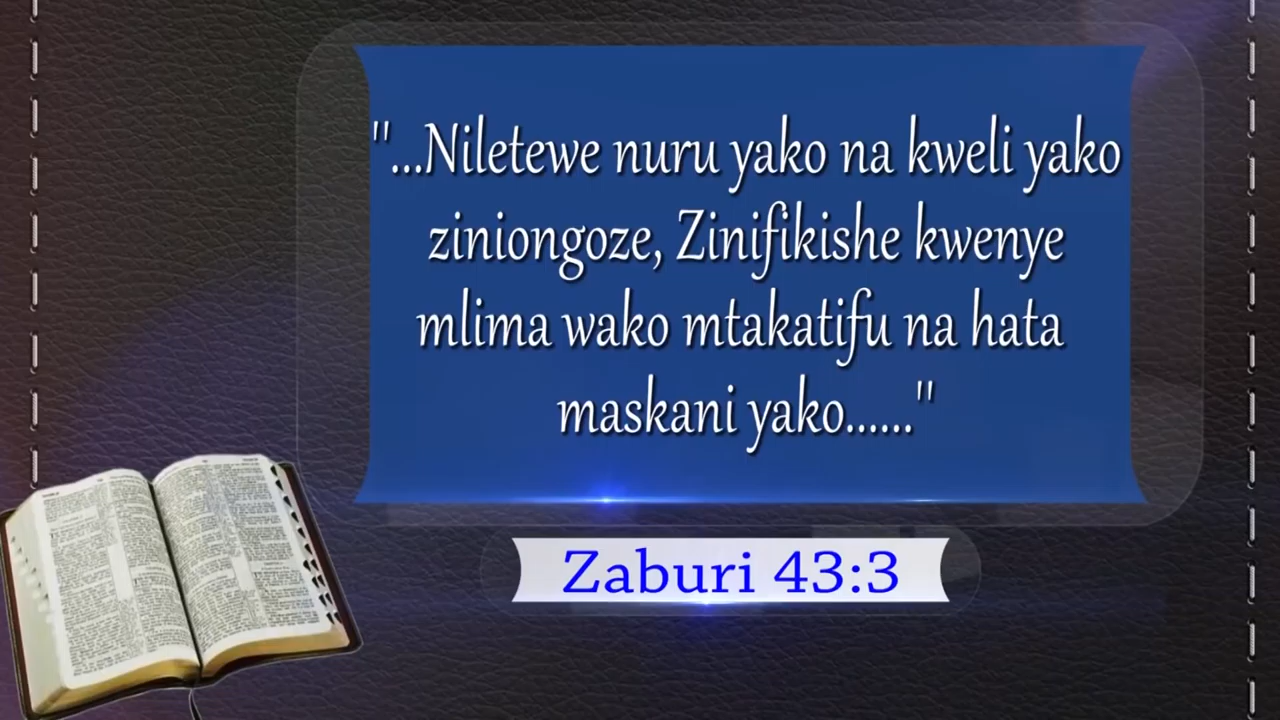 "...Niletewe nuru yako na kweli yako
ziniongoze, Zinifikishe kwenye
mlima wako mtakatifu na hata
maskani yako......"
Zaburi 43:3